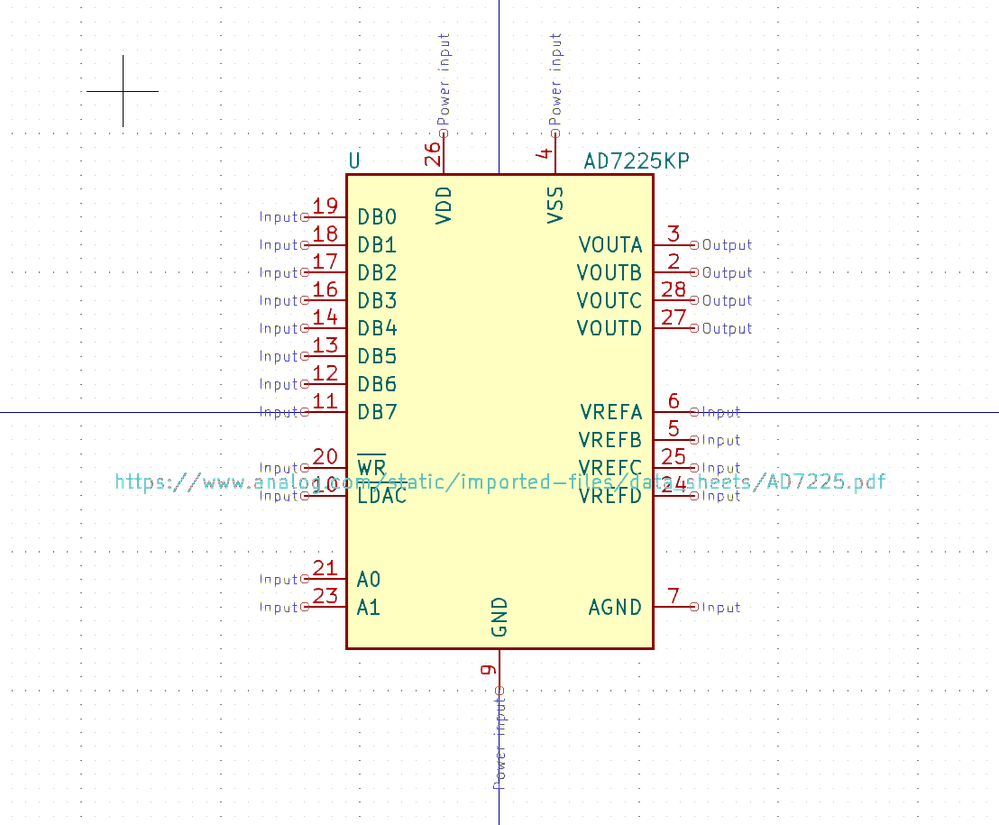 Power input Power input
26 4
U AD7225KP
VDD VSS
Input 19 DB0
Input 18 DB1 VOUTA 3 Output
Input 17 DB2 VOUTB 2 Output
Input 16 DB3 VOUTC 28 Output
Input 14 DB4 VOUTD 27 Output
Input 13 DB5
Input 12 DB6
Input 11 DB7 VREFA 6 Input
VREFB 5 Input
Input 20 WR VREFC 25 Input
https://www.analog.com/static/imported-files/data_sheets/AD7225.pdf
Input 10 LDAC VREFD 24 Input
Input 21 A0
Input 23 A1 AGND 7 Input
GND
9
Power input